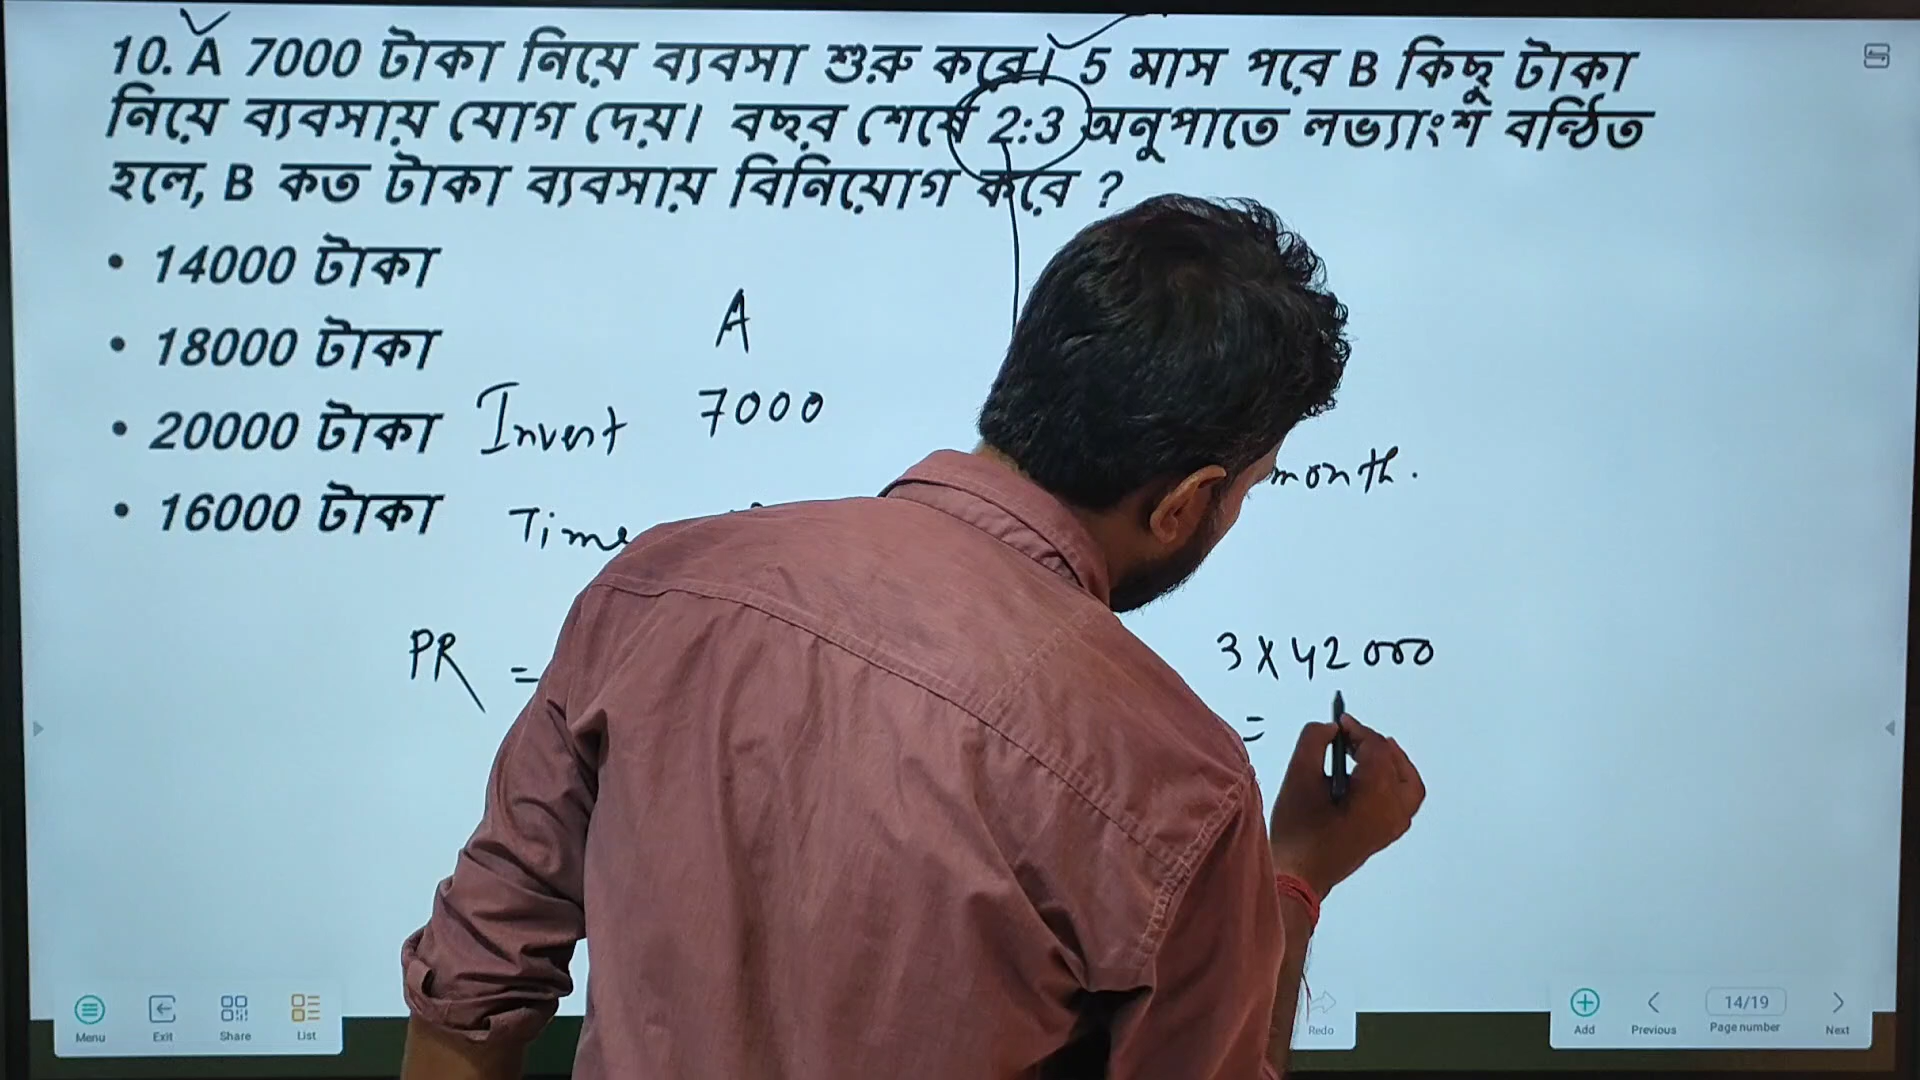 10. A 7000 টাকা নিয়ে ব্যবসা শুরু করে। 5 মাস পরে B কিছু টাকা
নিয়ে ব্যবসায় যোগ দেয়। বছর শেষে 2:3 অনুপাতে লভ্যাংশ বন্ঠিত
হলে, B কত টাকা ব্যবসায় বিনিয়োগ করে ?
• 14000 টাকা
• 18000 টাকা
• 20000 টাকা
• 16000 টাকা
A
Invest 7000
month.
Time
PR =
3 x 42000
=
Menu Exit Share List Redo Add Previous 14/19 Page number Next